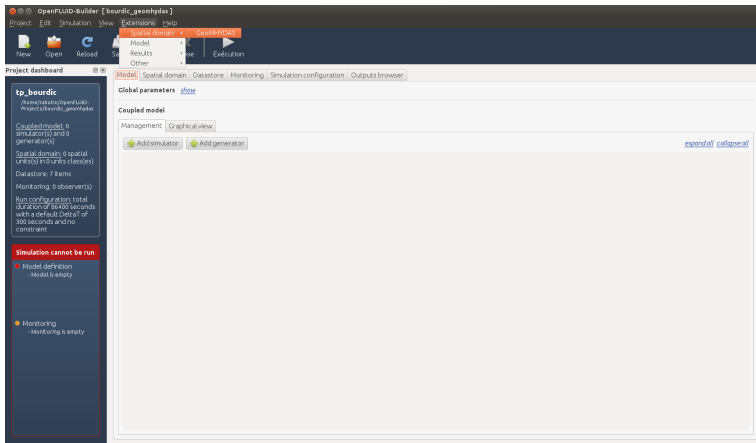 OpenFLUID-Builder [ bourdic_geomhydas ]
Project Edit Simulation View Extensions Help
Spatial domain GeoMHYDAS
Model
Results
Other
New Open Reload Execution
Project dashboard
Model Spatial domain Datastore Monitoring Simulation configuration Outputs browser
tp_bourdic
/home/rabotin/OpenFLUID-
Projects/bourdic_geomhydas
Coupled model: 0
simulator(s) and 0
generator(s)
Spatial domain: 0 spatial
units(s) in 0 units class(es)
Datastore: 7 items
Monitoring: 0 observer(s)
Run configuration: total
duration of 86400 seconds
with a default DeltaT of
300 seconds and no
constraint
Simulation cannot be run
Model definition
- Model is empty
Monitoring
- Monitoring is empty
Global parameters show
Coupled model
Management Graphical view
Add simulator Add generator expand all collapse all